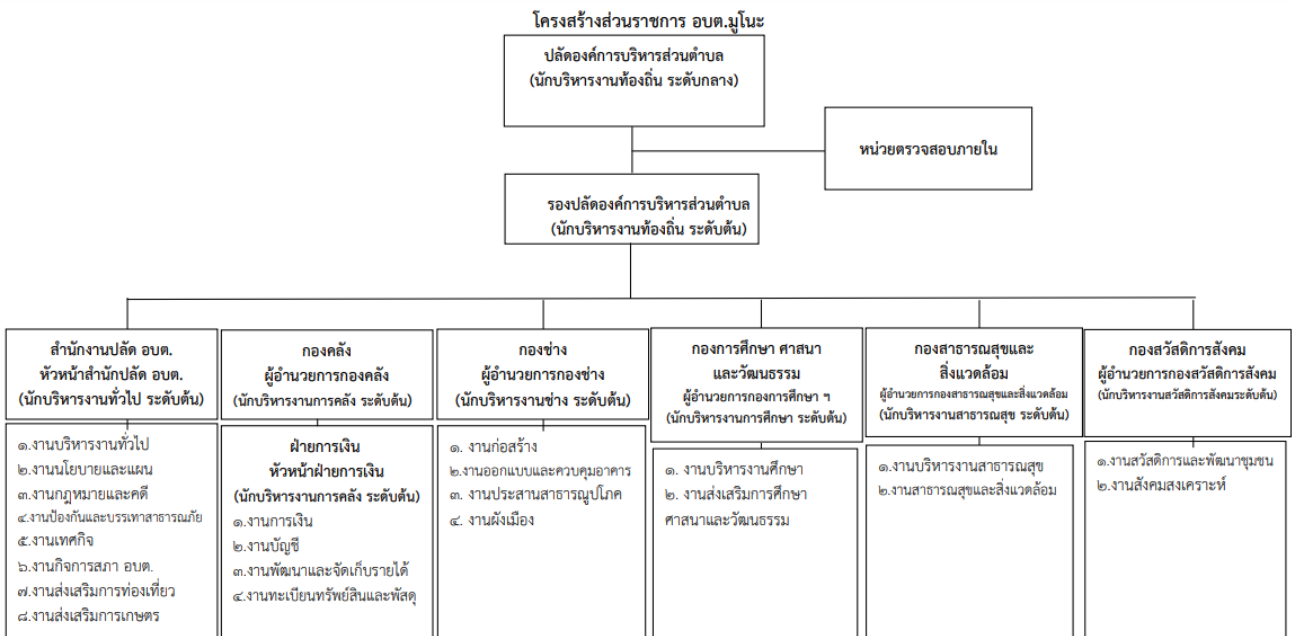 โครงสร้างส่วนราชการ อบต.มูโนะ
ปลัดองค์การบริหารส่วนตำบล
(นักบริหารงานท้องถิ่น ระดับกลาง)
หน่วยตรวจสอบภายใน
รองปลัดองค์การบริหารส่วนตำบล
(นักบริหารงานท้องถิ่น ระดับต้น)
สำนักงานปลัด อบต.
หัวหน้าสำนักปลัด อบต.
(นักบริหารงานทั่วไป ระดับต้น)
๑.งานบริหารงานทั่วไป
๒.งานนโยบายและแผน
๓.งานกฎหมายและคดี
๔.งานป้องกันและบรรเทาสาธารณภัย
๕.งานเทศกิจ
๖.งานกิจการสภา อบต.
๗.งานส่งเสริมการท่องเที่ยว
๘.งานส่งเสริมการเกษตร
กองคลัง
ผู้อำนวยการกองคลัง
(นักบริหารงานการคลัง ระดับต้น)
ฝ่ายการเงิน
หัวหน้าฝ่ายการเงิน
(นักบริหารงานการคลัง ระดับต้น)
๑.งานการเงิน
๒.งานบัญชี
๓.งานพัฒนาและจัดเก็บรายได้
๔.งานทะเบียนทรัพย์สินและพัสดุ
กองช่าง
ผู้อำนวยการกองช่าง
(นักบริหารงานช่าง ระดับต้น)
๑. งานก่อสร้าง
๒.งานออกแบบและควบคุมอาคาร
๓. งานประสานสาธารณูปโภค
๔. งานผังเมือง
กองการศึกษา ศาสนา
และวัฒนธรรม
ผู้อำนวยการกองการศึกษา ฯ
(นักบริหารงานการศึกษา ระดับต้น)
๑. งานบริหารงานศึกษา
๒. งานส่งเสริมการศึกษา
ศาสนาและวัฒนธรรม
กองสาธารณสุขและ
สิ่งแวดล้อม
ผู้อำนวยการกองสาธารณสุขและสิ่งแวดล้อม
(นักบริหารงานสาธารณสุข ระดับต้น)
๑.งานบริหารงานสาธารณสุข
๒.งานสาธารณสุขและสิ่งแวดล้อม
กองสวัสดิการสังคม
ผู้อำนวยการกองสวัสดิการสังคม
(นักบริหารงานสวัสดิการสังคมระดับต้น)
๑.งานสวัสดิการและพัฒนาชุมชน
๒.งานสังคมสงเคราะห์